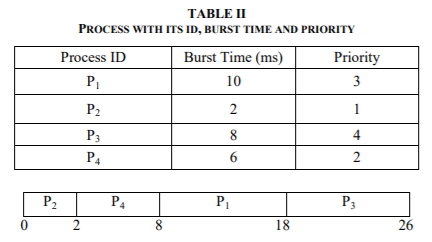 TABLE II
PROCESS WITH ITS ID, BURST TIME AND PRIORITY
Process ID Burst Time (ms) Priority
P₁ 10 3
P₂ 2 1
P₃ 8 4
P₄ 6 2
P₂ P₄ P₁ P₃
0 2 8 18 26